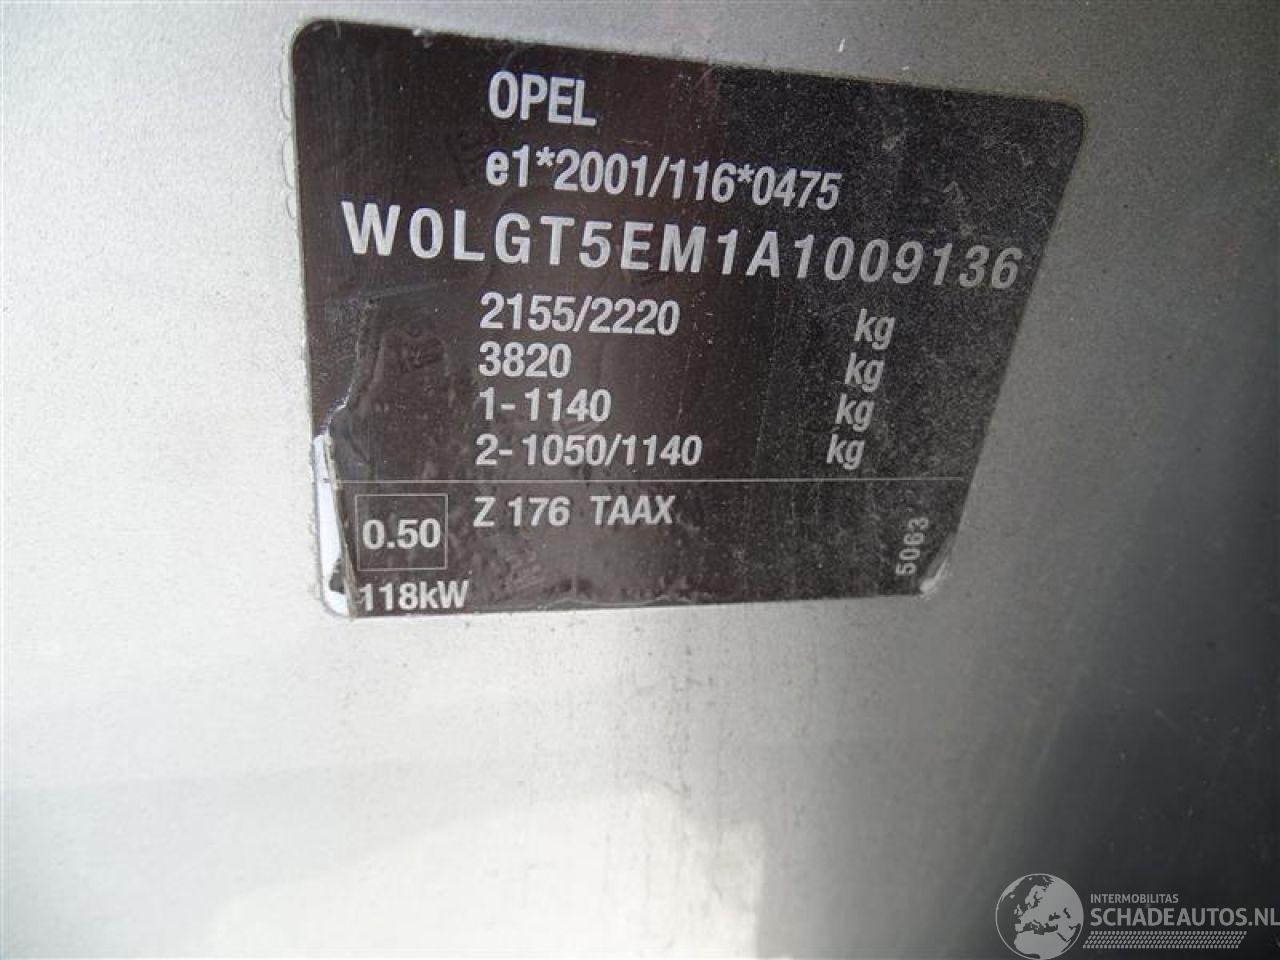 OPEL
e1*2001/116*0475
W0LGT5EM1A1009136
2155/2220 kg
3820 kg
1-1140 kg
2-1050/1140 kg
0.50 Z 176 TAAX
118kW
5063
INTERMOBILITAS
SCHADEAUTOS.NL